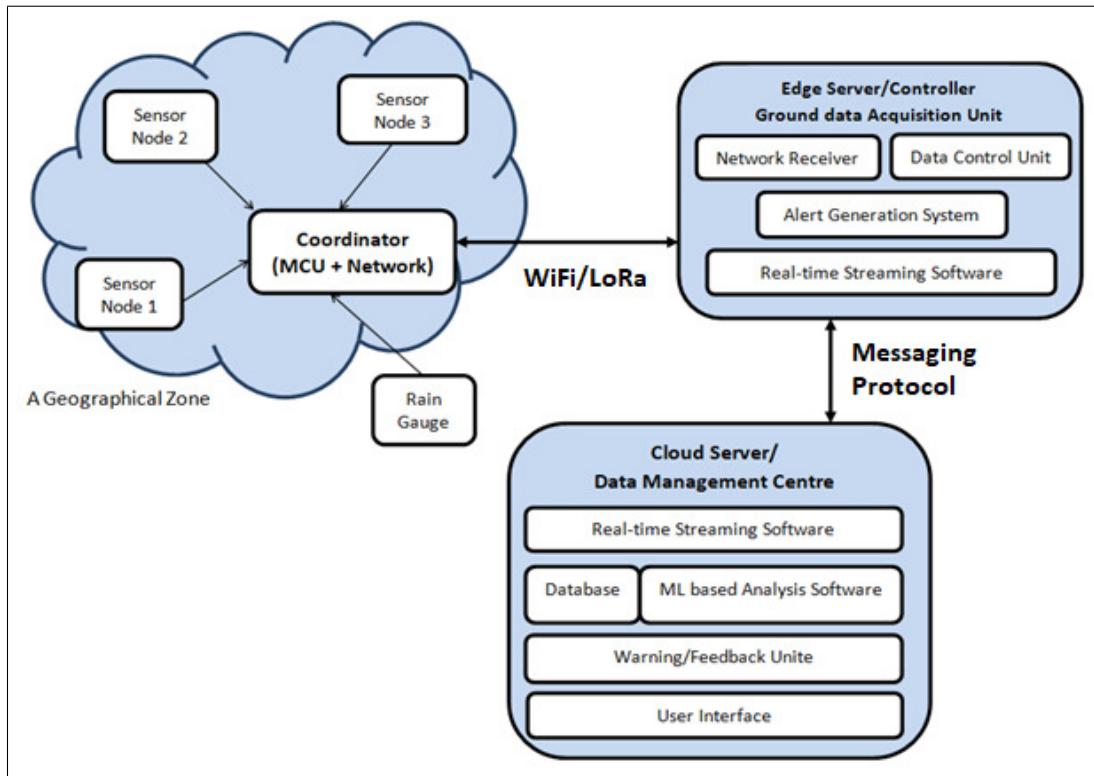 Sensor
Node 2
Sensor
Node 3
Coordinator
(MCU + Network)
Sensor
Node 1
A Geographical Zone
Rain
Gauge
WiFi/LoRa
Edge Server/Controller
Ground data Acquisition Unit
Network Receiver
Data Control Unit
Alert Generation System
Real-time Streaming Software
Messaging
Protocol
Cloud Server/
Data Management Centre
Real-time Streaming Software
Database
ML based Analysis Software
Warning/Feedback Unite
User Interface